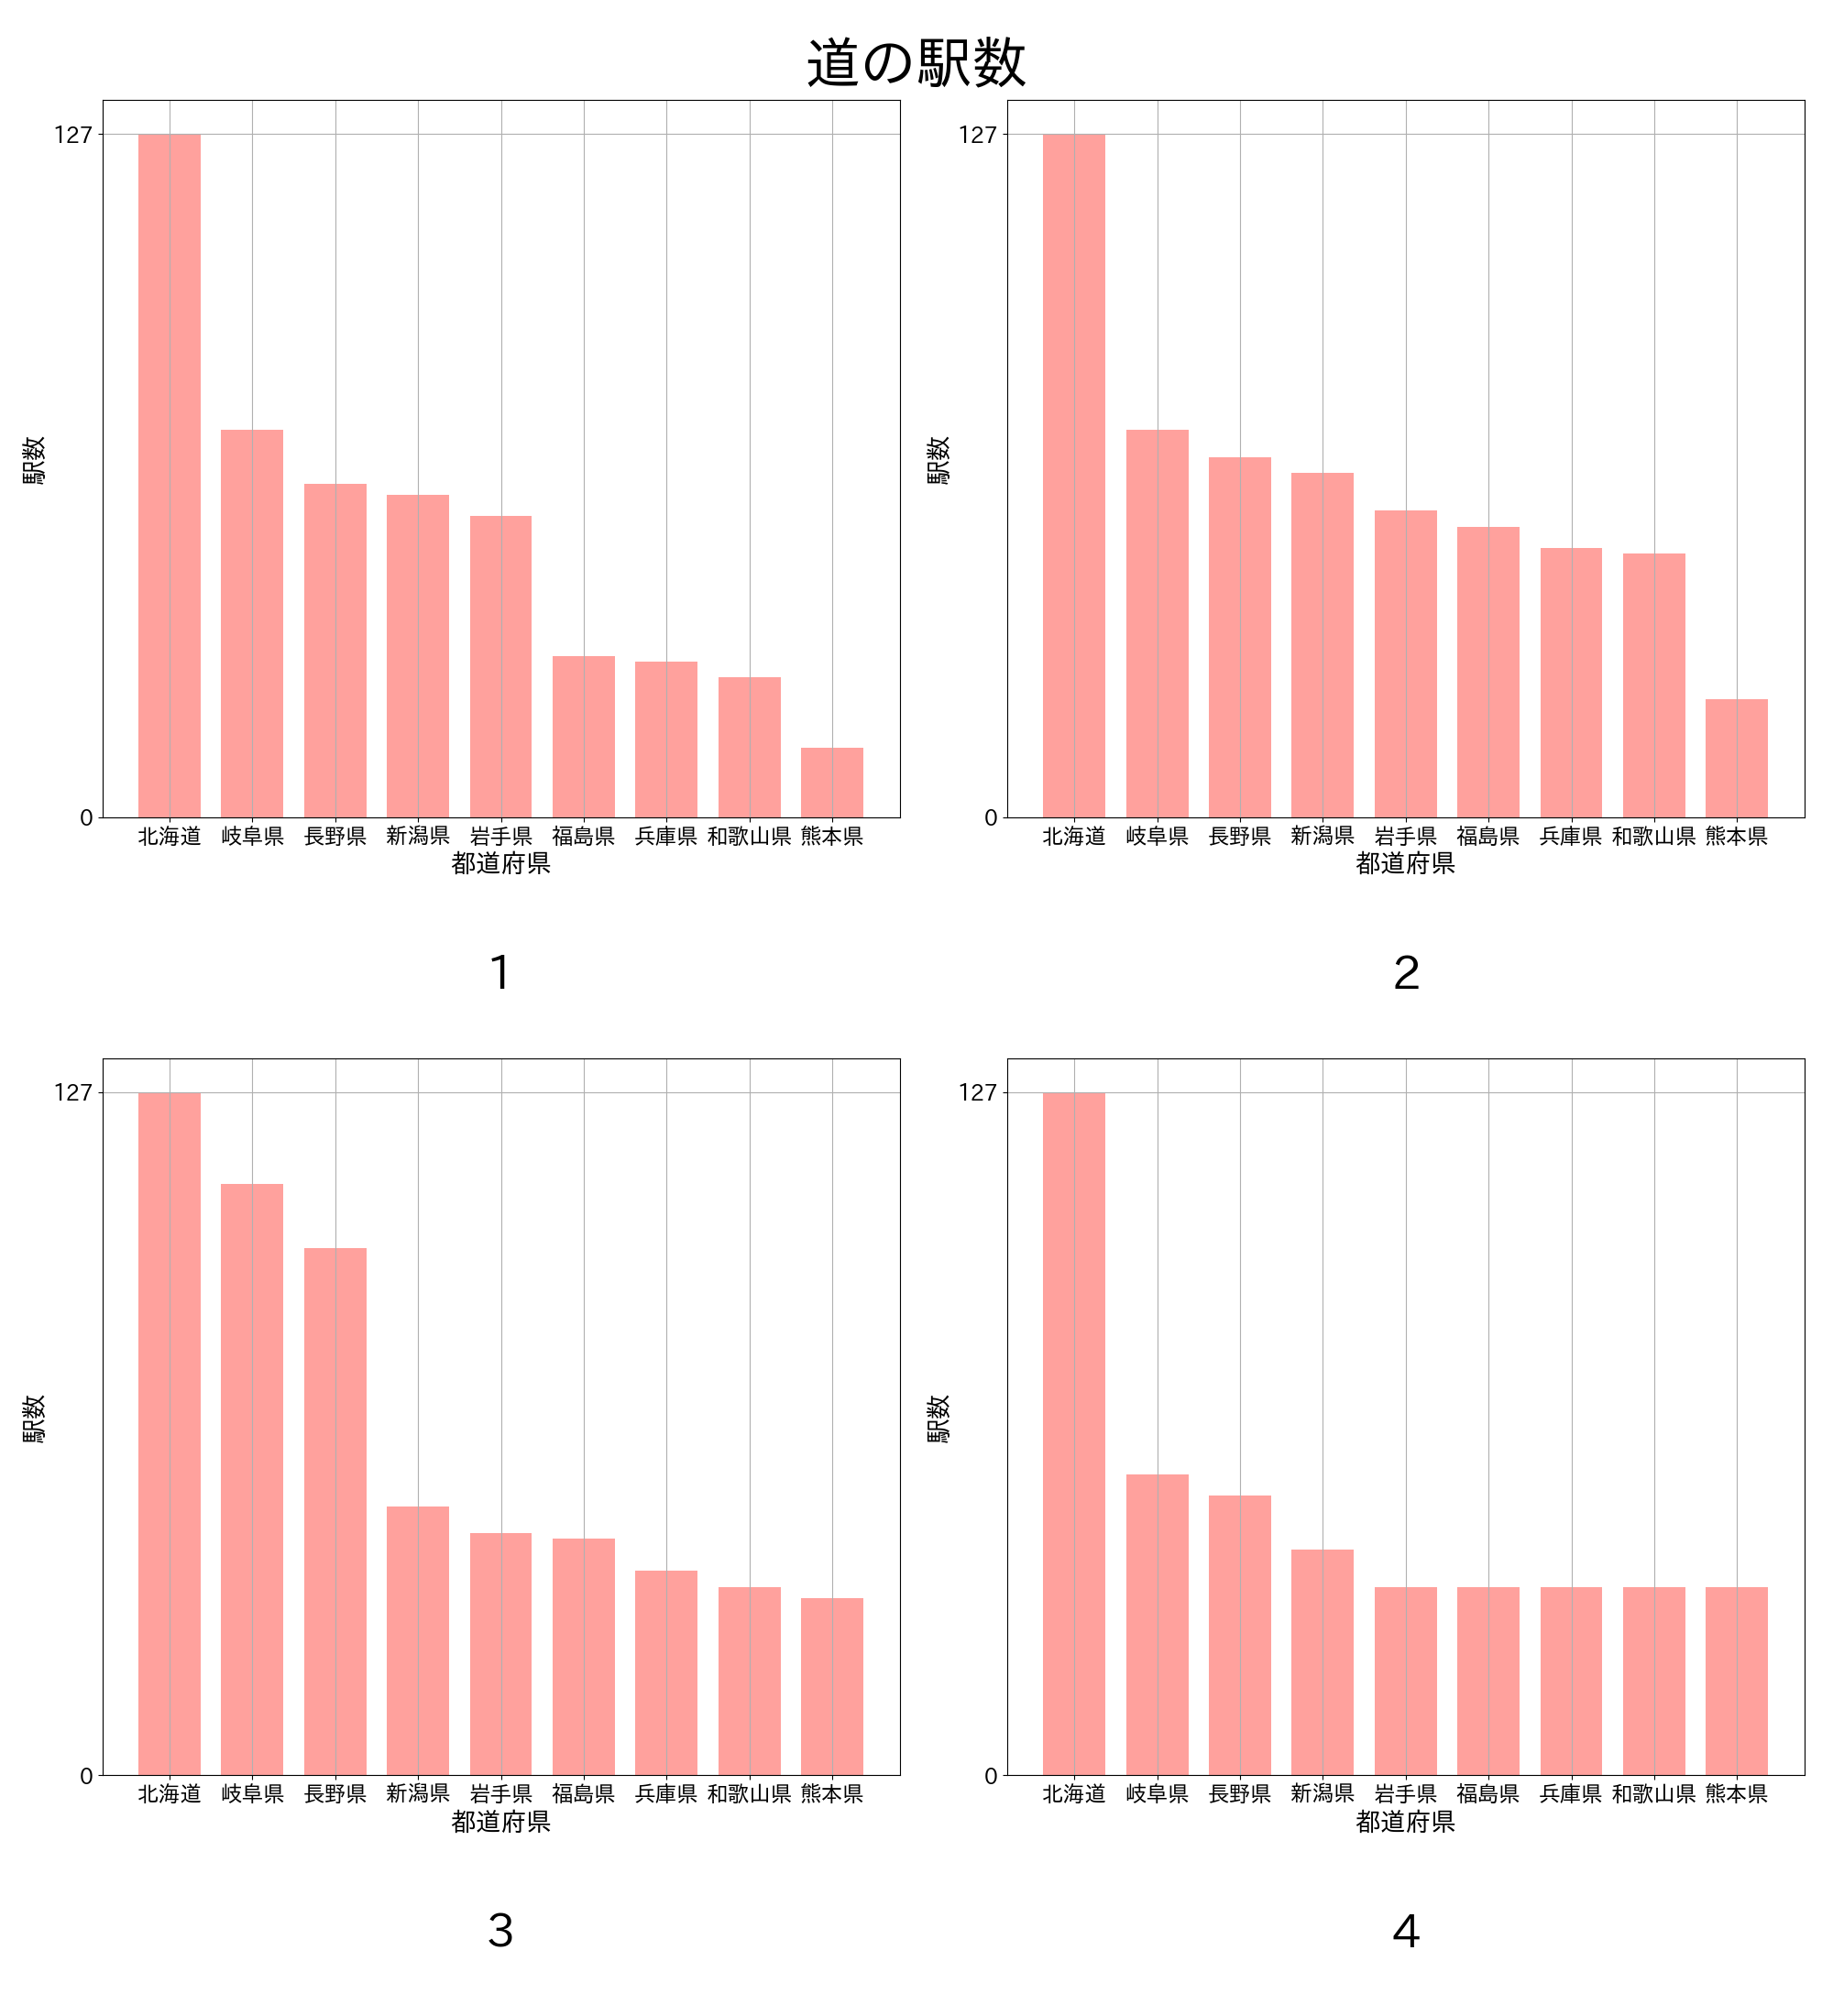 道の駅数
127
駅数
0
北海道 岐阜県 長野県 新潟県 岩手県 福島県 兵庫県 和歌山県 熊本県
都道府県
1
127
駅数
0
北海道 岐阜県 長野県 新潟県 岩手県 福島県 兵庫県 和歌山県 熊本県
都道府県
2
127
駅数
0
北海道 岐阜県 長野県 新潟県 岩手県 福島県 兵庫県 和歌山県 熊本県
都道府県
3
127
駅数
0
北海道 岐阜県 長野県 新潟県 岩手県 福島県 兵庫県 和歌山県 熊本県
都道府県
4